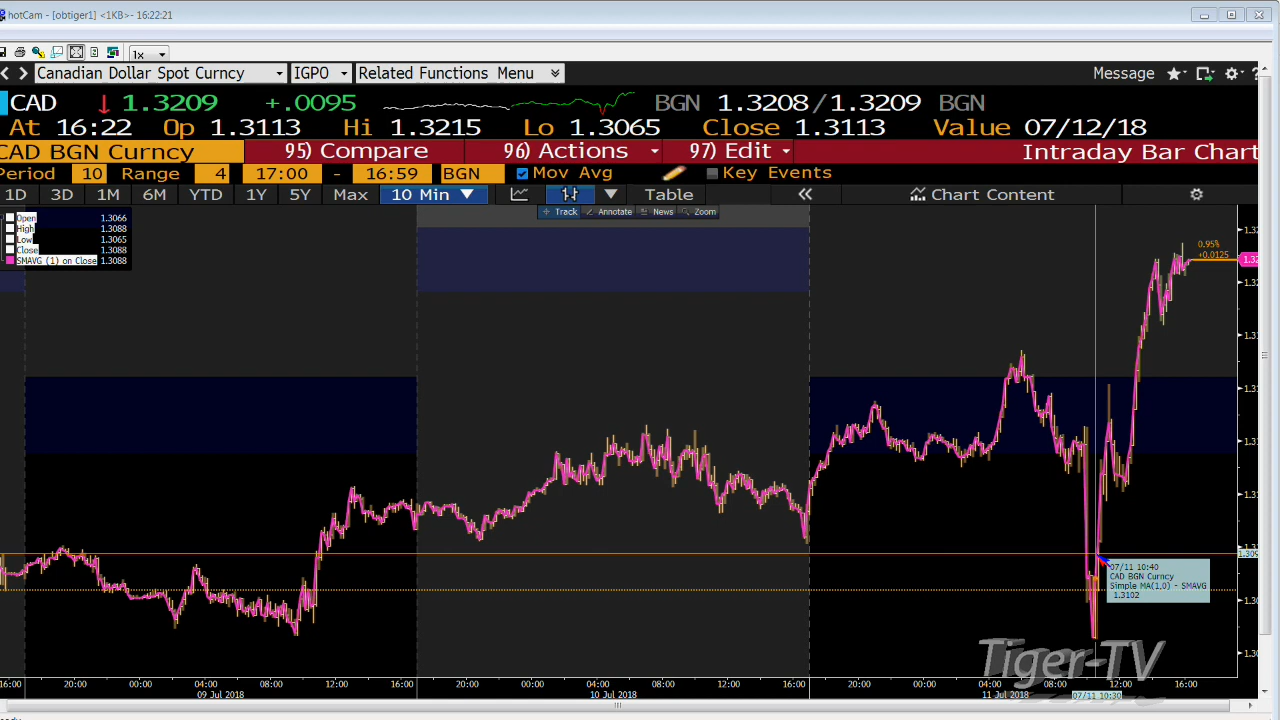 hotCam - [obtiger1] <1KB> - 16:22:21
1x
Canadian Dollar Spot Curncy IGPO Related Functions Menu Message
CAD ↓ 1.3209 +.0095 BGN 1.3208/1.3209 BGN
At 16:22 Op 1.3113 Hi 1.3215 Lo 1.3065 Close 1.3113 Value 07/12/18
CAD BGN Curncy 95) Compare 96) Actions 97) Edit Intraday Bar Chart
Period 10 Range 4 17:00 - 16:59 BGN Mov Avg Key Events
1D 3D 1M 6M YTD 1Y 5Y Max 10 Min Table Chart Content
Track Annotate News Zoom
Open 1.3066
High 1.3088
Low 1.3065
Close 1.3088
SMAVG (1) on Close 1.3088
0.95%
+0.0125
07/11 10:40
CAD BGN Curncy
Simple MA(1,0) - SMAVG
1.3102
Tiger-TV
16:00 20:00 00:00 04:00 08:00 12:00 16:00 20:00 00:00 04:00 08:00 12:00 16:00 20:00 00:00 04:00 08:00 12:00 16:00
09 Jul 2018 10 Jul 2018 11 Jul 2018 07/11 10:30